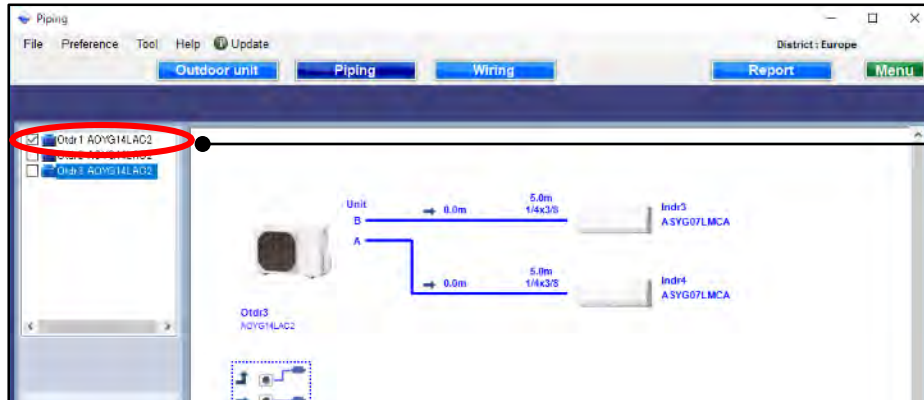 Piping
File Preference Tool Help Update
District : Europe
Outdoor unit Piping Wiring Report Menu
Otdr1 AOYG14LAC2
Otdr3 AOYG14LAC2
Unit
B 0.0m 5.0m 1/4x3/8 Indr3 ASYG07LMCA
A 0.0m 5.0m 1/4x3/8 Indr4 ASYG07LMCA
Otdr3
AOYG14LAC2